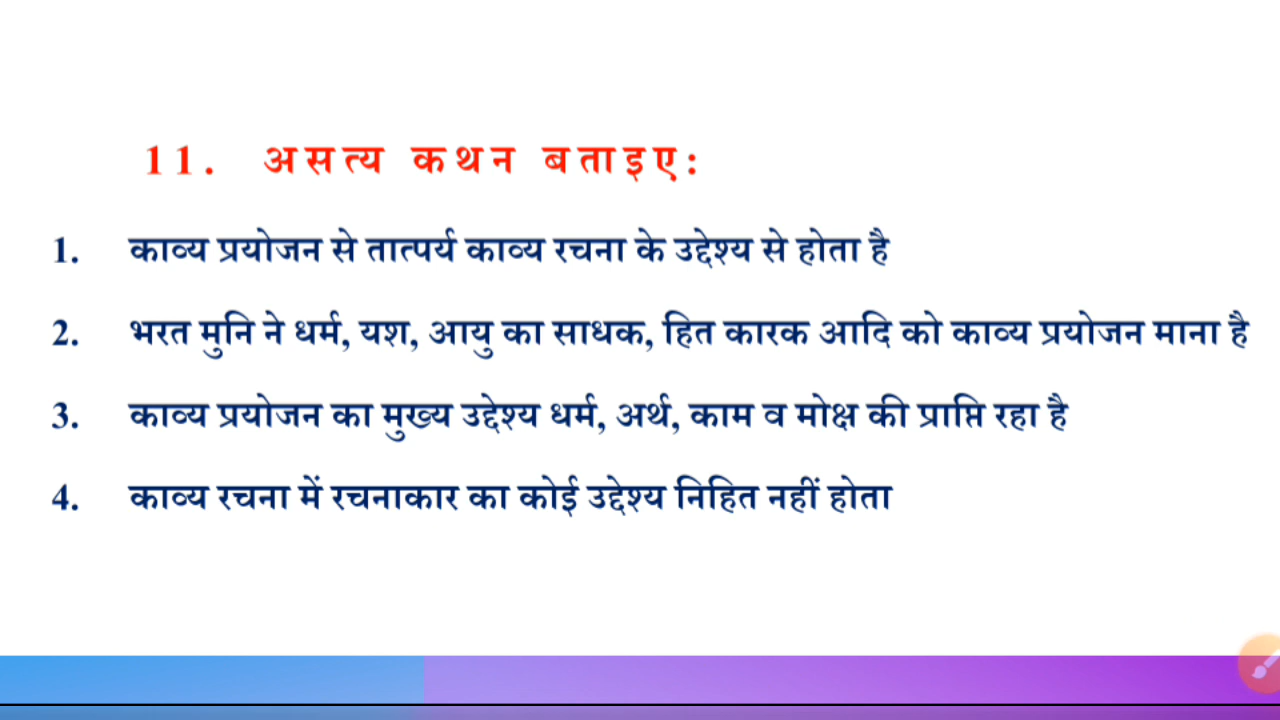 11. असत्य कथन बताइए:
1. काव्य प्रयोजन से तात्पर्य काव्य रचना के उद्देश्य से होता है
2. भरत मुनि ने धर्म, यश, आयु का साधक, हित कारक आदि को काव्य प्रयोजन माना है
3. काव्य प्रयोजन का मुख्य उद्देश्य धर्म, अर्थ, काम व मोक्ष की प्राप्ति रहा है
4. काव्य रचना में रचनाकार का कोई उद्देश्य निहित नहीं होता